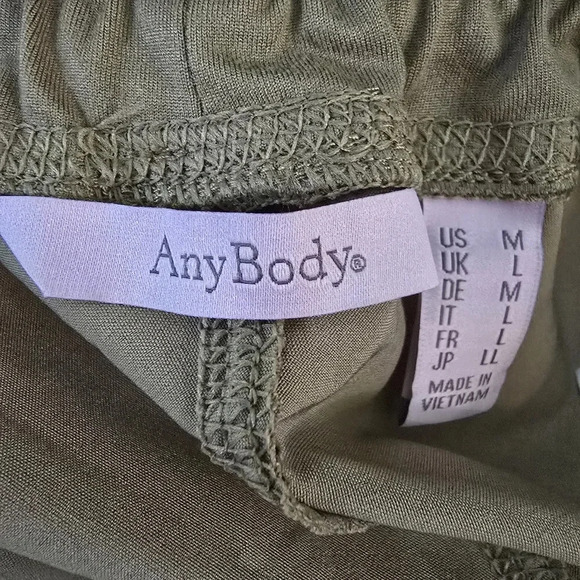 AnyBody®
US M
UK L
DE M
IT L
FR L
JP LL
MADE IN
VIETNAM